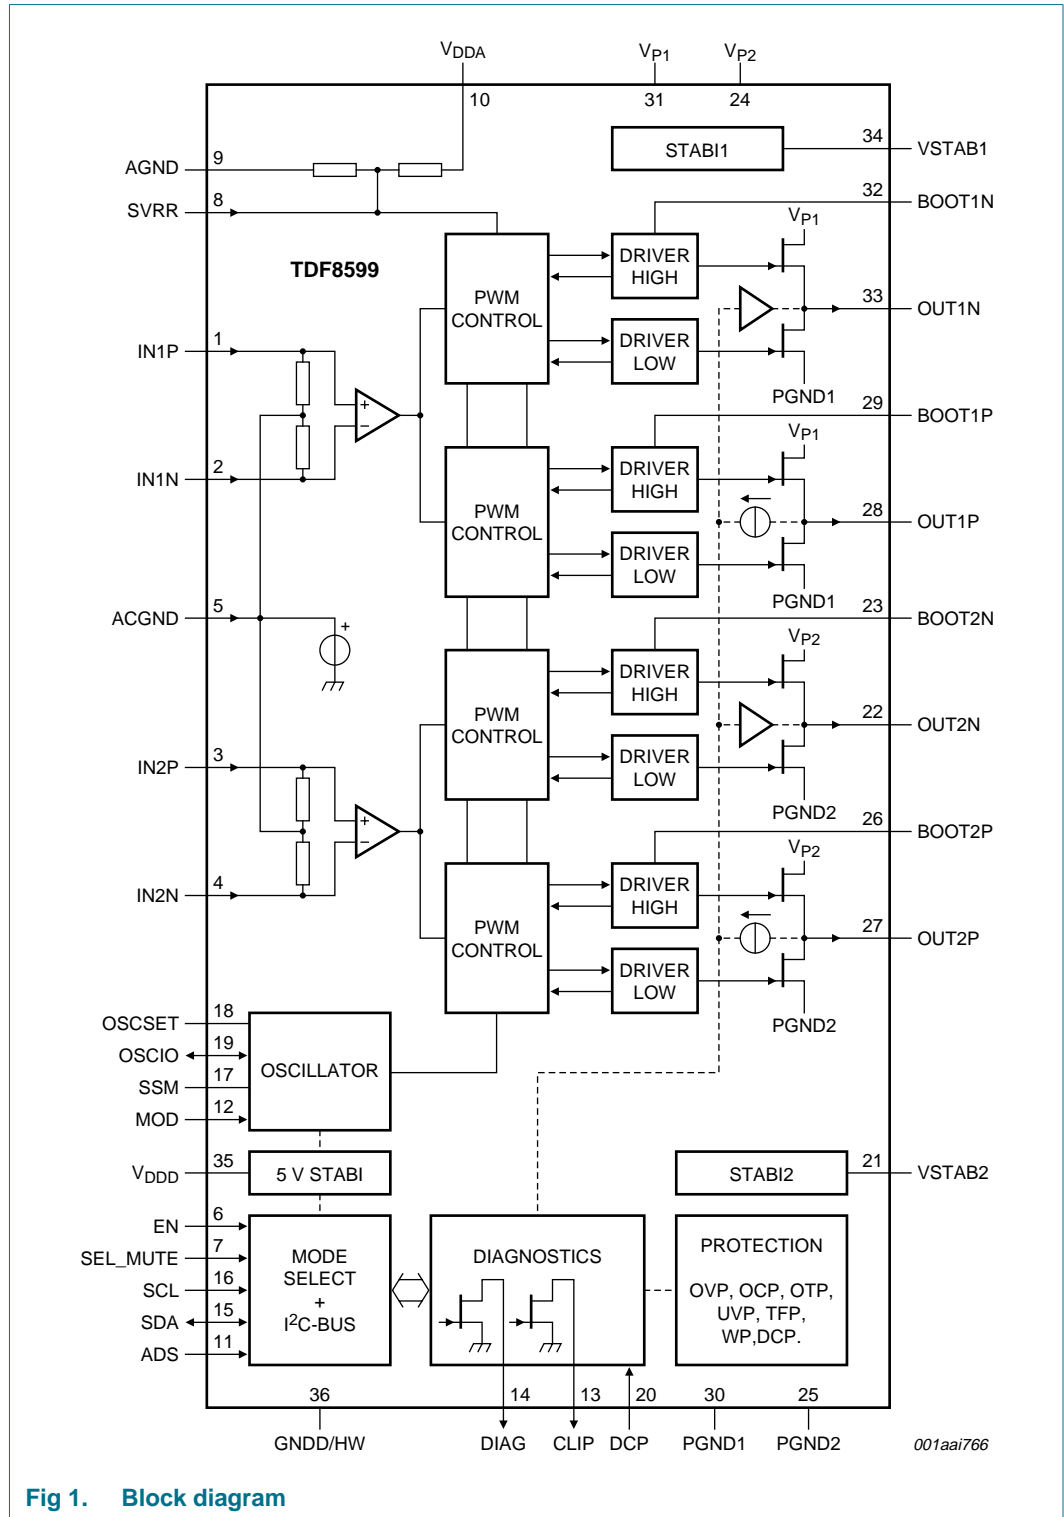 VDDA VP1 VP2
10 31 24
STABI1 34 VSTAB1
AGND 9
32 BOOT1N
SVRR 8
VP1
TDF8599
PWM CONTROL
DRIVER HIGH
33 OUT1N
IN1P 1
DRIVER LOW
+
−
PGND1
29 BOOT1P
VP1
IN1N 2
PWM CONTROL
DRIVER HIGH
28 OUT1P
DRIVER LOW
PGND1
ACGND 5
+
23 BOOT2N
VP2
PWM CONTROL
DRIVER HIGH
22 OUT2N
IN2P 3
DRIVER LOW
PGND2
+
−
26 BOOT2P
VP2
IN2N 4
PWM CONTROL
DRIVER HIGH
27 OUT2P
DRIVER LOW
PGND2
OSCSET 18
OSCIO 19
SSM 17
MOD 12
OSCILLATOR
VDDD 35
5 V STABI
STABI2 21 VSTAB2
EN 6
SEL_MUTE 7
SCL 16
SDA 15
ADS 11
MODE
SELECT
+
I²C-BUS
DIAGNOSTICS
PROTECTION
OVP, OCP, OTP,
UVP, TFP,
WP,DCP.
36 14 13 20 30 25
GNDD/HW DIAG CLIP DCP PGND1 PGND2
001aai766
Fig 1. Block diagram